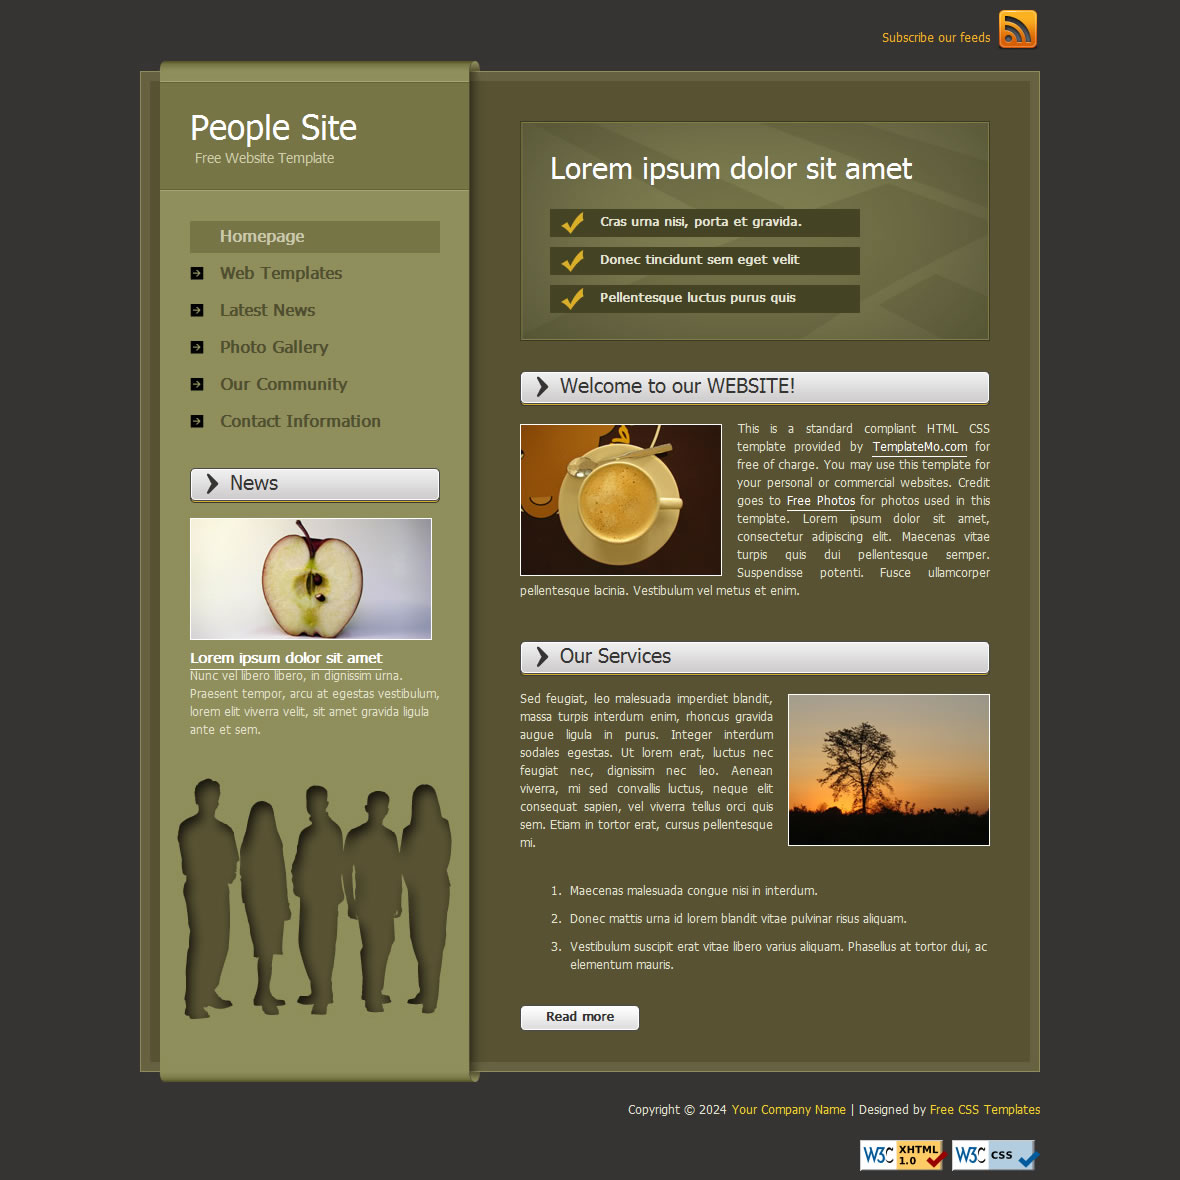 Subscribe our feeds
People Site
Free Website Template
Homepage
Web Templates
Latest News
Photo Gallery
Our Community
Contact Information
News
Lorem ipsum dolor sit amet
Nunc vel libero libero, in dignissim urna.
Praesent tempor, arcu at egestas vestibulum,
lorem elit viverra velit, sit amet gravida ligula
ante et sem.
Lorem ipsum dolor sit amet
Cras urna nisi, porta et gravida.
Donec tincidunt sem eget velit
Pellentesque luctus purus quis
Welcome to our WEBSITE!
This is a standard compliant HTML CSS
template provided by TemplateMo.com for
free of charge. You may use this template for
your personal or commercial websites. Credit
goes to Free Photos for photos used in this
template. Lorem ipsum dolor sit amet,
consectetur adipiscing elit. Maecenas vitae
turpis quis dui pellentesque semper.
Suspendisse potenti. Fusce ullamcorper
pellentesque lacinia. Vestibulum vel metus et enim.
Our Services
Sed feugiat, leo malesuada imperdiet blandit,
massa turpis interdum enim, rhoncus gravida
augue ligula in purus. Integer interdum
sodales egestas. Ut lorem erat, luctus nec
feugiat nec, dignissim nec leo. Aenean
viverra, mi sed convallis luctus, neque elit
consequat sapien, vel viverra tellus orci quis
sem. Etiam in tortor erat, cursus pellentesque
mi.
1. Maecenas malesuada congue nisi in interdum.
2. Donec mattis urna id lorem blandit vitae pulvinar risus aliquam.
3. Vestibulum suscipit erat vitae libero varius aliquam. Phasellus at tortor dui, ac
elementum mauris.
Read more
Copyright © 2024 Your Company Name | Designed by Free CSS Templates
W3C XHTML 1.0
W3C CSS